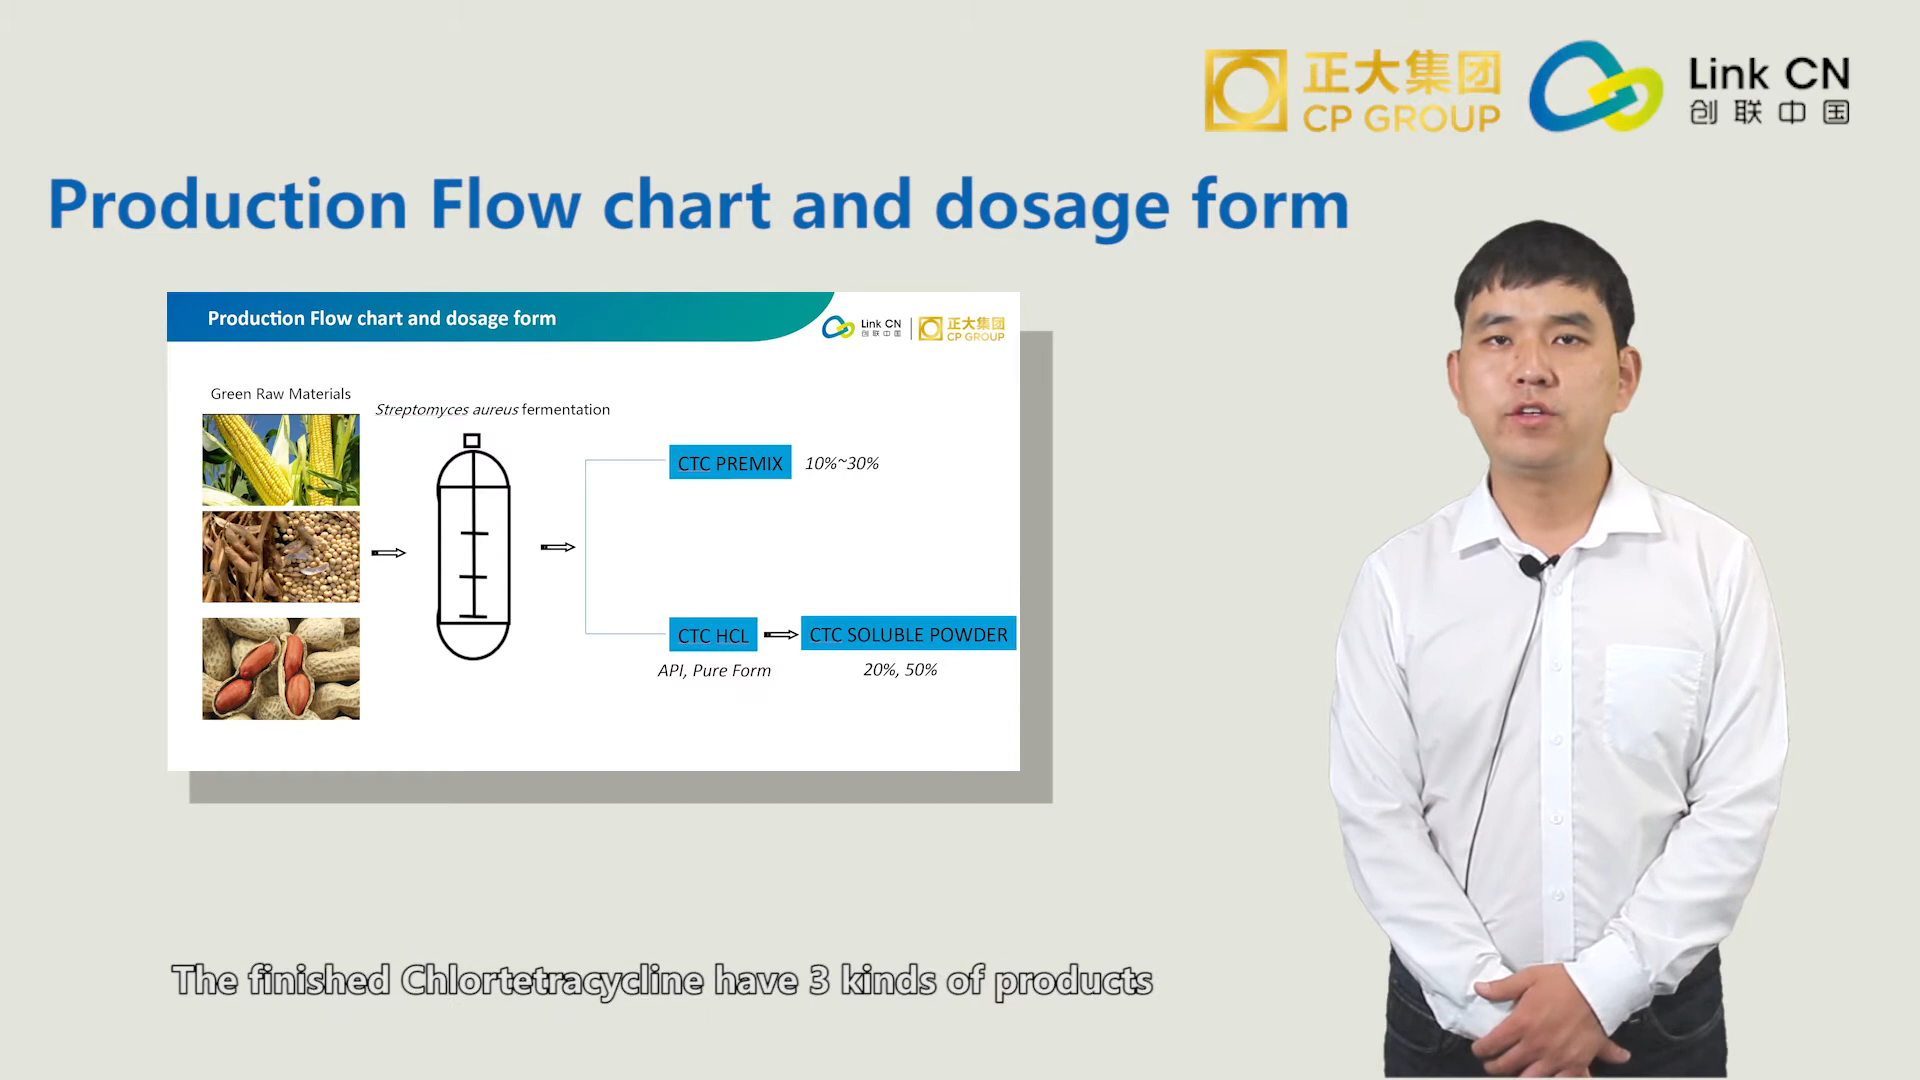 正大集团
CP GROUP
Link CN
创联中国
Production Flow chart and dosage form
Production Flow chart and dosage form
Link CN
创联中国
正大集团
CP GROUP
Green Raw Materials
Streptomyces aureus fermentation
CTC PREMIX 10%~30%
CTC HCL CTC SOLUBLE POWDER
API, Pure Form 20%, 50%
The finished Chlortetracycline have 3 kinds of products